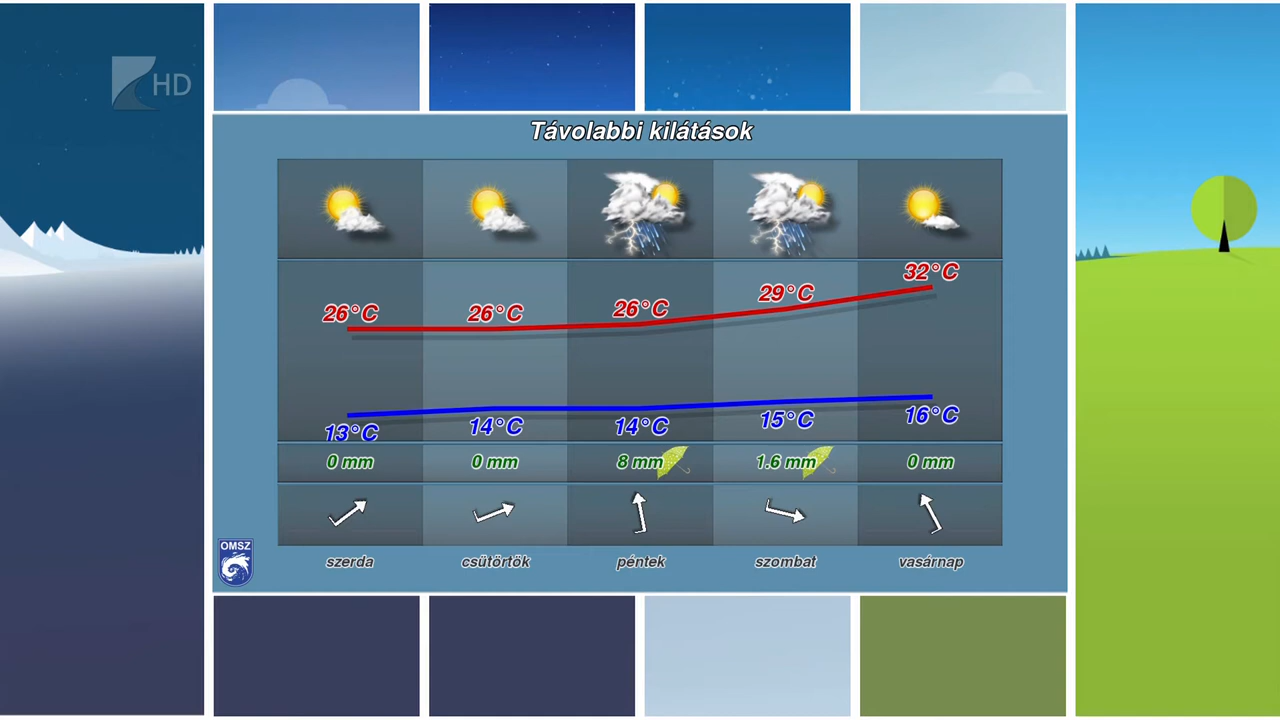 HD
Távolabbi kilátások
26°C 26°C 26°C 29°C 32°C
13°C 14°C 14°C 15°C 16°C
0 mm 0 mm 8 mm 1.6 mm 0 mm
OMSZ
szerda csütörtök péntek szombat vasárnap